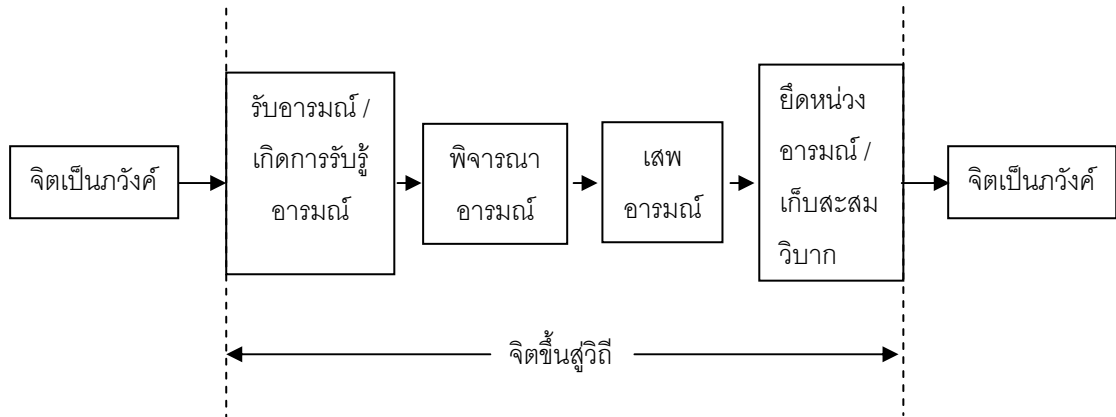 จิตเป็นภวังค์
รับอารมณ์ /
เกิดการรับรู้
อารมณ์
พิจารณา
อารมณ์
เสพ
อารมณ์
ยึดหน่วง
อารมณ์ /
เก็บสะสม
วิบาก
จิตเป็นภวังค์
จิตขึ้นสู่วิถี